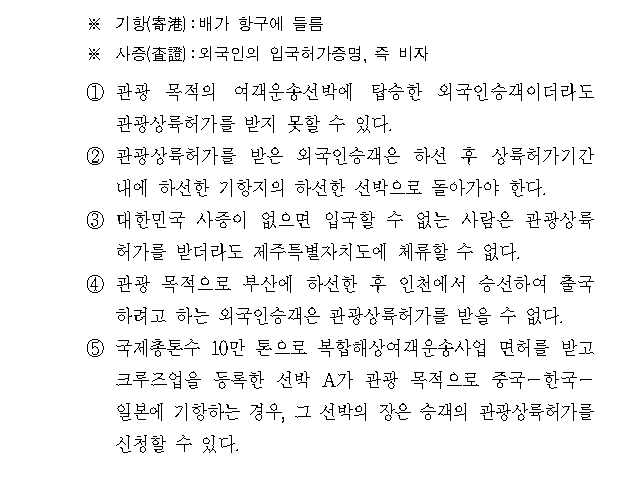 ※ 기항(寄港) : 배가 항구에 들름
※ 사증(査證) : 외국인의 입국허가증명, 즉 비자
① 관광 목적의 여객운송선박에 탑승한 외국인승객이더라도
관광상륙허가를 받지 못할 수 있다.
② 관광상륙허가를 받은 외국인승객은 하선 후 상륙허가기간
내에 하선한 기항지의 하선한 선박으로 돌아가야 한다.
③ 대한민국 사증이 없으면 입국할 수 없는 사람은 관광상륙
허가를 받더라도 제주특별자치도에 체류할 수 없다.
④ 관광 목적으로 부산에 하선한 후 인천에서 승선하여 출국
하려고 하는 외국인승객은 관광상륙허가를 받을 수 없다.
⑤ 국제총톤수 10만 톤으로 복합해상여객운송사업 면허를 받고
크루즈업을 등록한 선박 A가 관광 목적으로 중국-한국-
일본에 기항하는 경우, 그 선박의 장은 승객의 관광상륙허가를
신청할 수 있다.